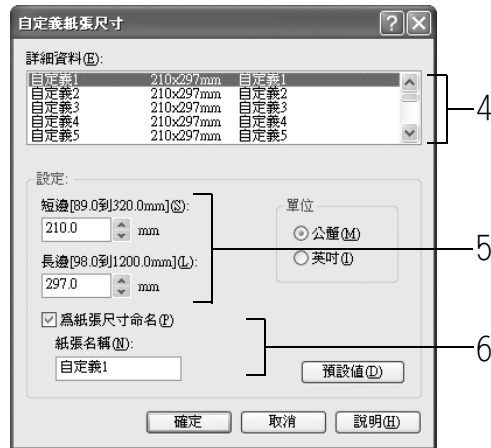 自定義紙張尺寸
詳細資料(E):
自定義1 210x297mm 自定義1
自定義2 210x297mm 自定義2
自定義3 210x297mm 自定義3
自定義4 210x297mm 自定義4
自定義5 210x297mm 自定義5
4
設定:
短邊[89.0到320.0mm](S):
210.0 mm
長邊[98.0到1200.0mm](L):
297.0 mm
單位
公釐(M)
英吋(I)
5
爲紙張尺寸命名(P)
紙張名稱(N):
自定義1
6
預設値(D)
確定 取消 說明(H)